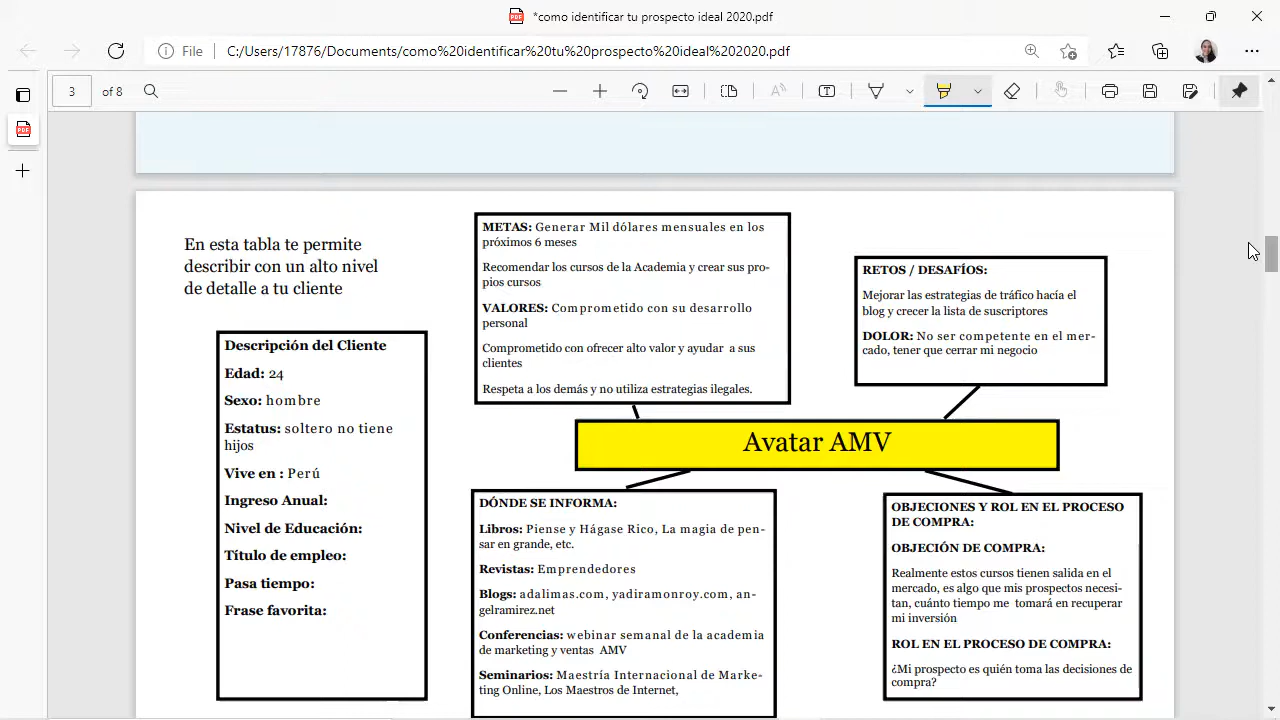 *como identificar tu prospecto ideal 2020.pdf
File
C:/Users/17876/Documents/como%20identificar%20tu%20prospecto%20ideal%202020.pdf
3
of 8
En esta tabla te permite
describir con un alto nivel
de detalle a tu cliente
Descripción del Cliente
Edad: 24
Sexo: hombre
Estatus: soltero no tiene
hijos
Vive en : Perú
Ingreso Anual:
Nivel de Educación:
Título de empleo:
Pasa tiempo:
Frase favorita:
METAS: Generar Mil dólares mensuales en los
próximos 6 meses
Recomendar los cursos de la Academia y crear sus pro-
pios cursos
VALORES: Comprometido con su desarrollo
personal
Comprometido con ofrecer alto valor y ayudar a sus
clientes
Respeta a los demás y no utiliza estrategias ilegales.
RETOS / DESAFÍOS:
Mejorar las estrategias de tráfico hacía el
blog y crecer la lista de suscriptores
DOLOR: No ser competente en el mer-
cado, tener que cerrar mi negocio
Avatar AMV
DÓNDE SE INFORMA:
Libros: Piense y Hágase Rico, La magia de pen-
sar en grande, etc.
Revistas: Emprendedores
Blogs: adalimas.com, yadiramonroy.com, an-
gelramirez.net
Conferencias: webinar semanal de la academia
de marketing y ventas AMV
Seminarios: Maestría Internacional de Marke-
ting Online, Los Maestros de Internet,
OBJECIONES Y ROL EN EL PROCESO
DE COMPRA:
OBJECIÓN DE COMPRA:
Realmente estos cursos tienen salida en el
mercado, es algo que mis prospectos necesi-
tan, cuánto tiempo me tomará en recuperar
mi inversión
ROL EN EL PROCESO DE COMPRA:
¿Mi prospecto es quién toma las decisiones de
compra?